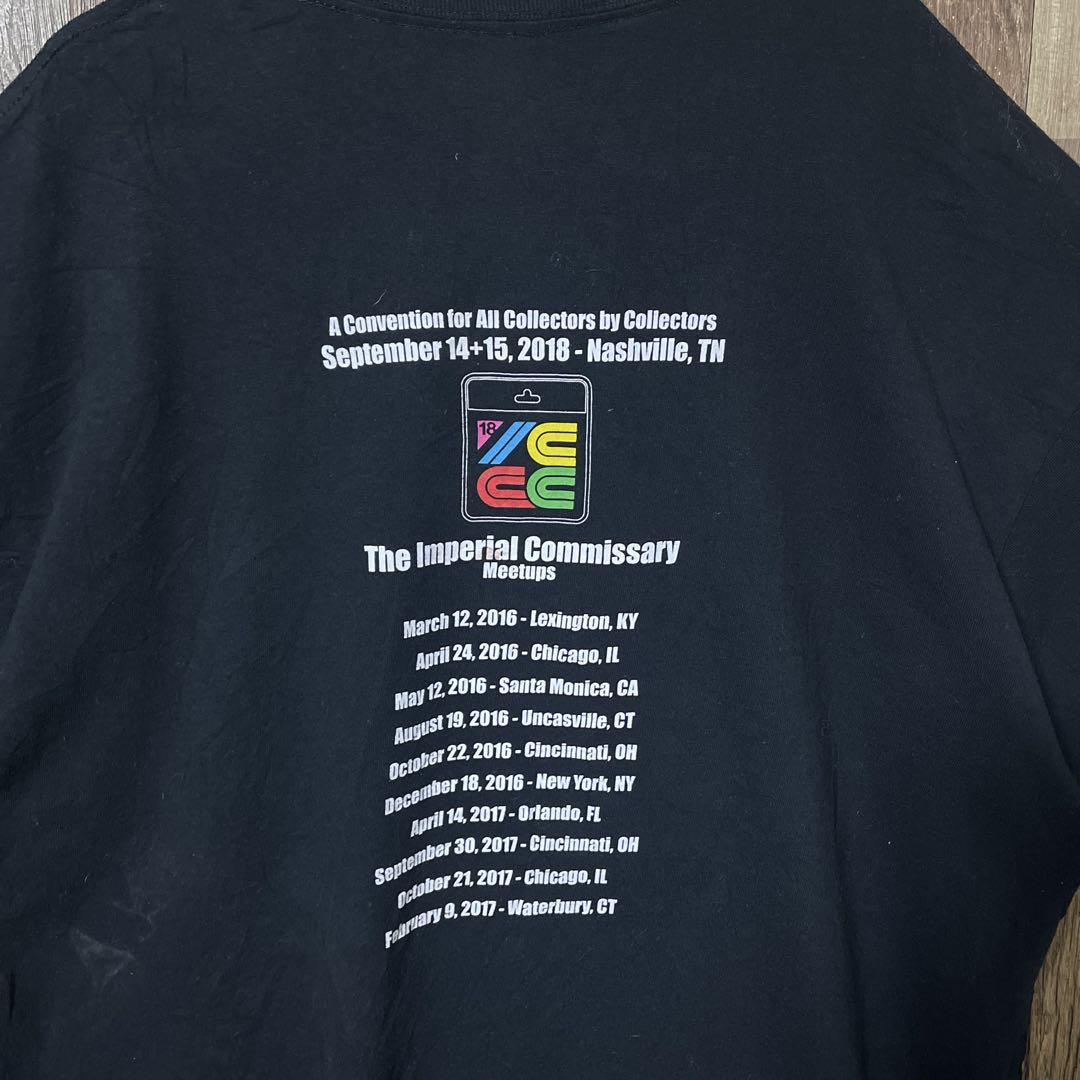 A Convention for All Collectors by Collectors
September 14+15, 2018 - Nashville, TN
18
ICCC
The Imperial Commissary
Meetups
March 12, 2016 - Lexington, KY
April 24, 2016 - Chicago, IL
May 12, 2016 - Santa Monica, CA
August 19, 2016 - Uncasville, CT
October 22, 2016 - Cincinnati, OH
December 18, 2016 - New York, NY
April 14, 2017 - Orlando, FL
September 30, 2017 - Cincinnati, OH
October 21, 2017 - Chicago, IL
February 9, 2017 - Waterbury, CT